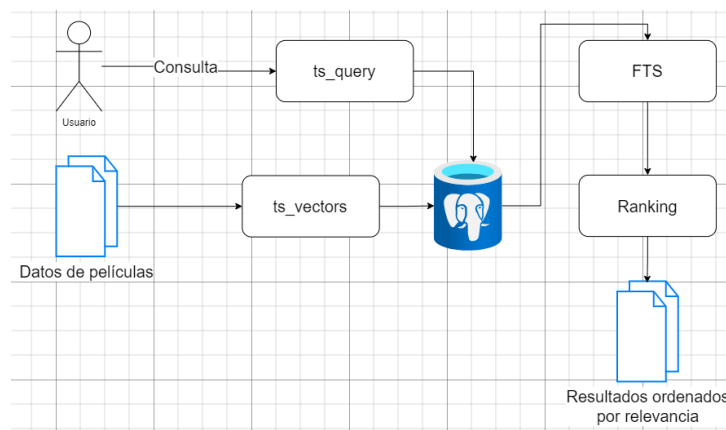 Usuario
Consulta
ts_query
FTS
Datos de películas
ts_vectors
Ranking
Resultados ordenados
por relevancia